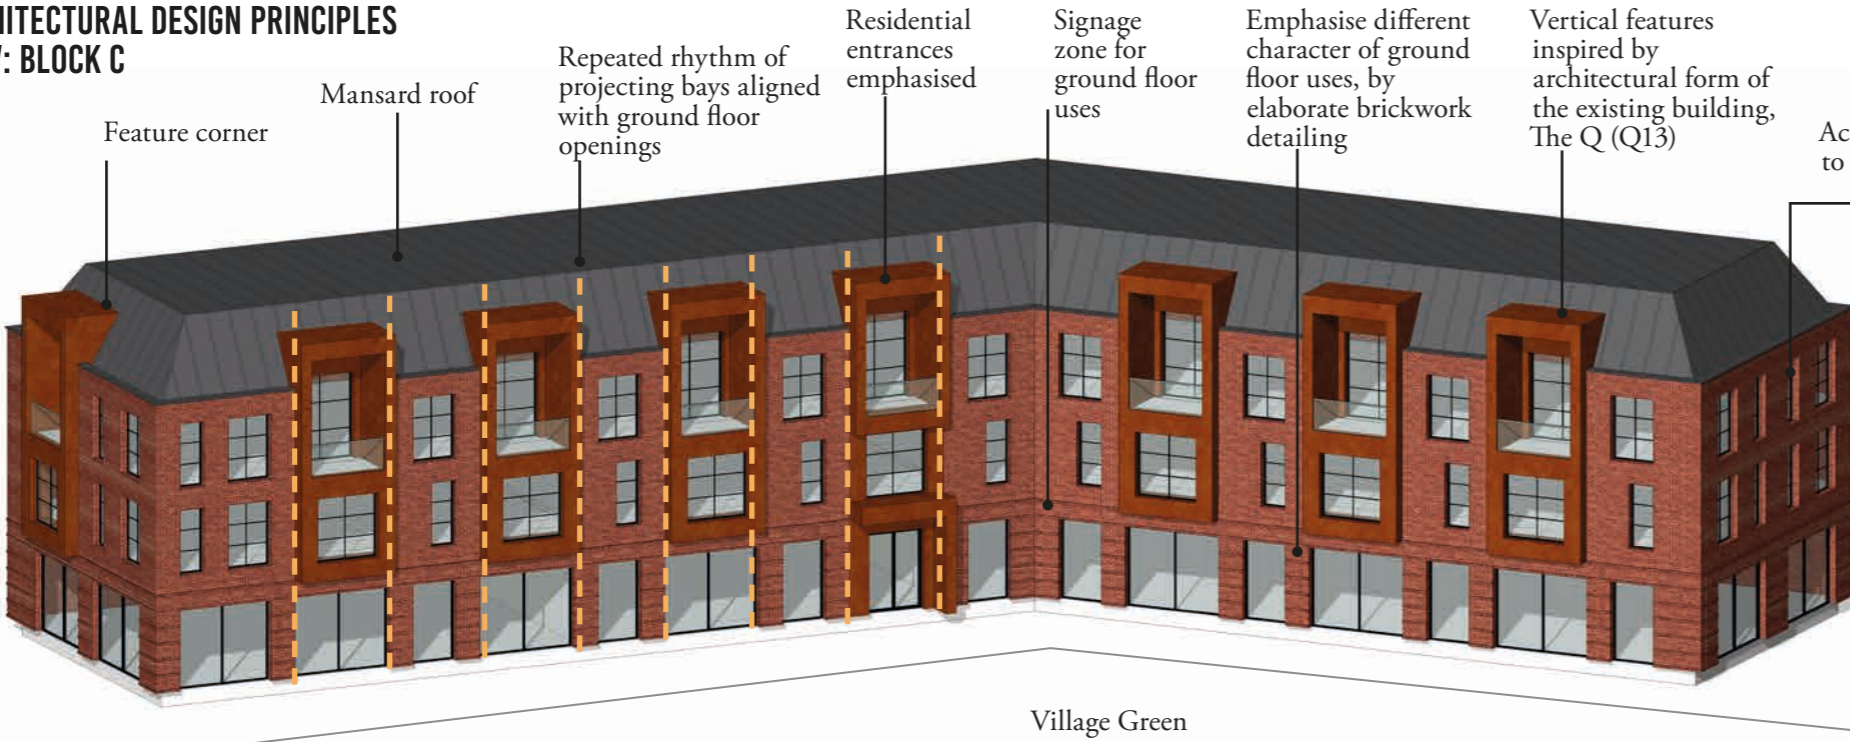 HITECTURAL DESIGN PRINCIPLES
: BLOCK C
Feature corner
Mansard roof
Repeated rhythm of
projecting bays aligned
with ground floor
openings
Residential
entrances
emphasised
Signage
zone for
ground floor
uses
Emphasise different
character of ground
floor uses, by
elaborate brickwork
detailing
Vertical features
inspired by
architectural form of
the existing building,
The Q (Q13)
Ac
to
Village Green